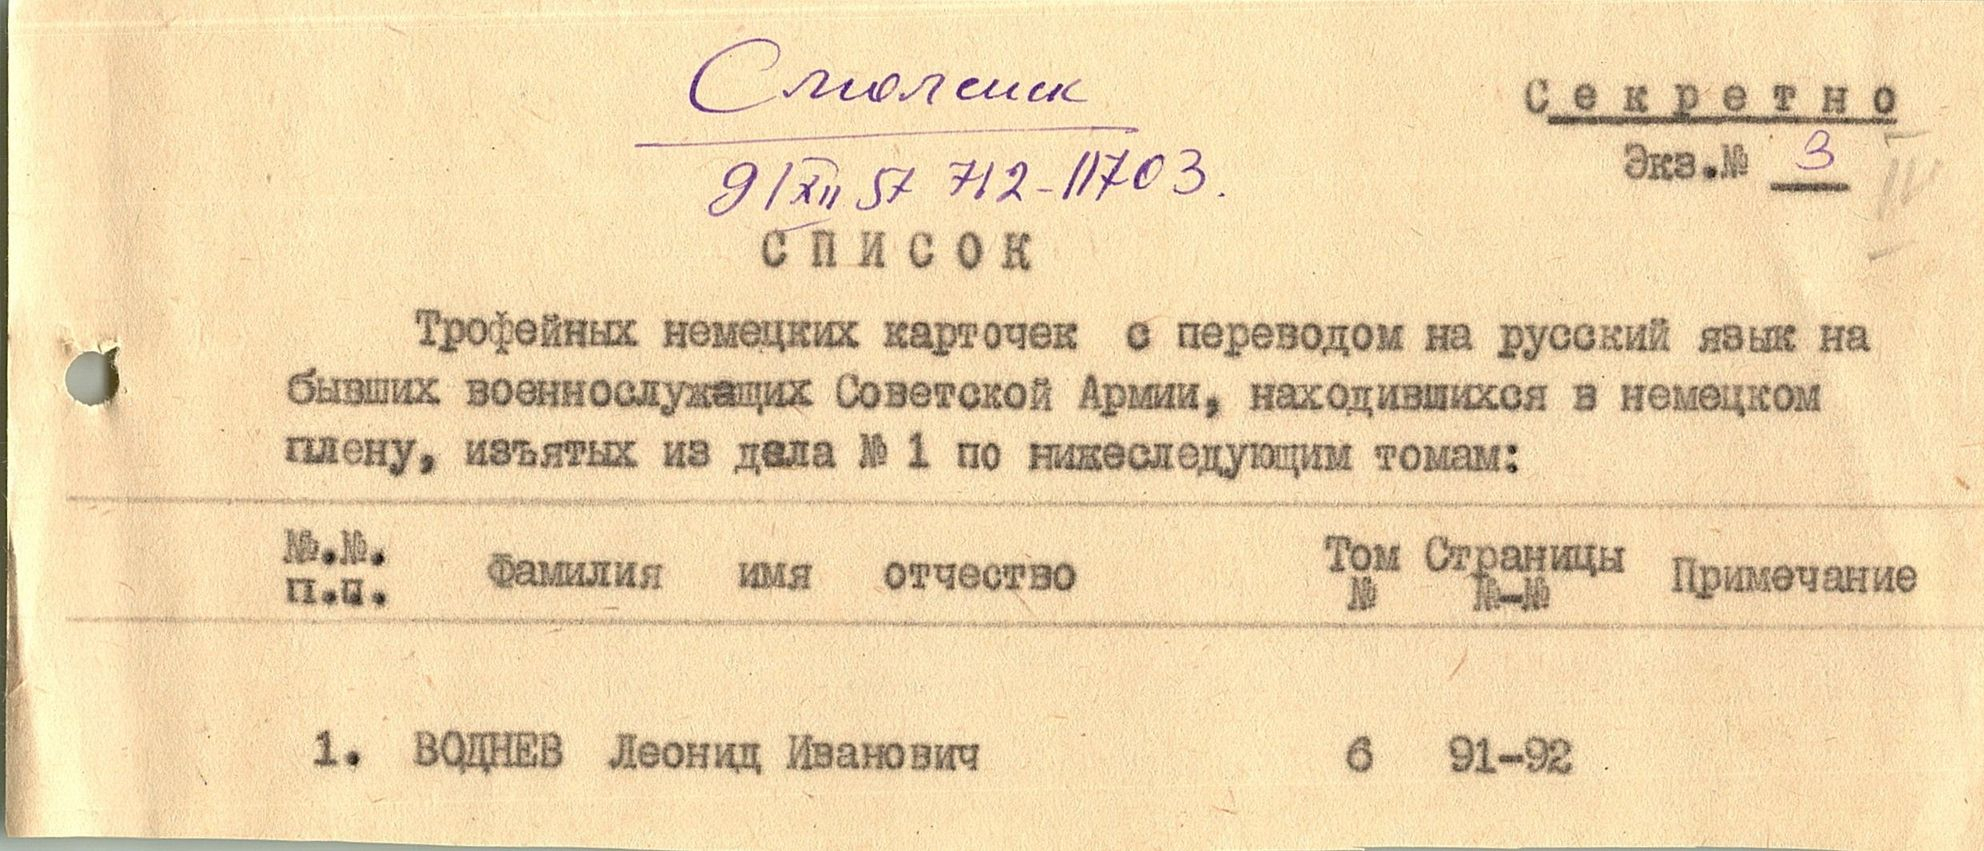 Смоленск
Секретно
Экз.№ 3
9/XII 57 712-11703.
СПИСОК
Трофейных немецких карточек с переводом на русский язык на
бывших военнослужащих Советской Армии, находившихся в немецком
плену, изъятых из дела № 1 по нижеследующим томам:
№.№. Фамилия имя отчество Том Страницы Примечание
п.п. № №-№
1. ВОДНЕВ Леонид Иванович 6 91-92